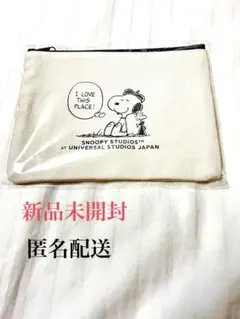 I LOVE
THIS
PLACE!
SNOOPY STUDIOS™
AT UNIVERSAL STUDIOS JAPAN
新品未開封
匿名配送